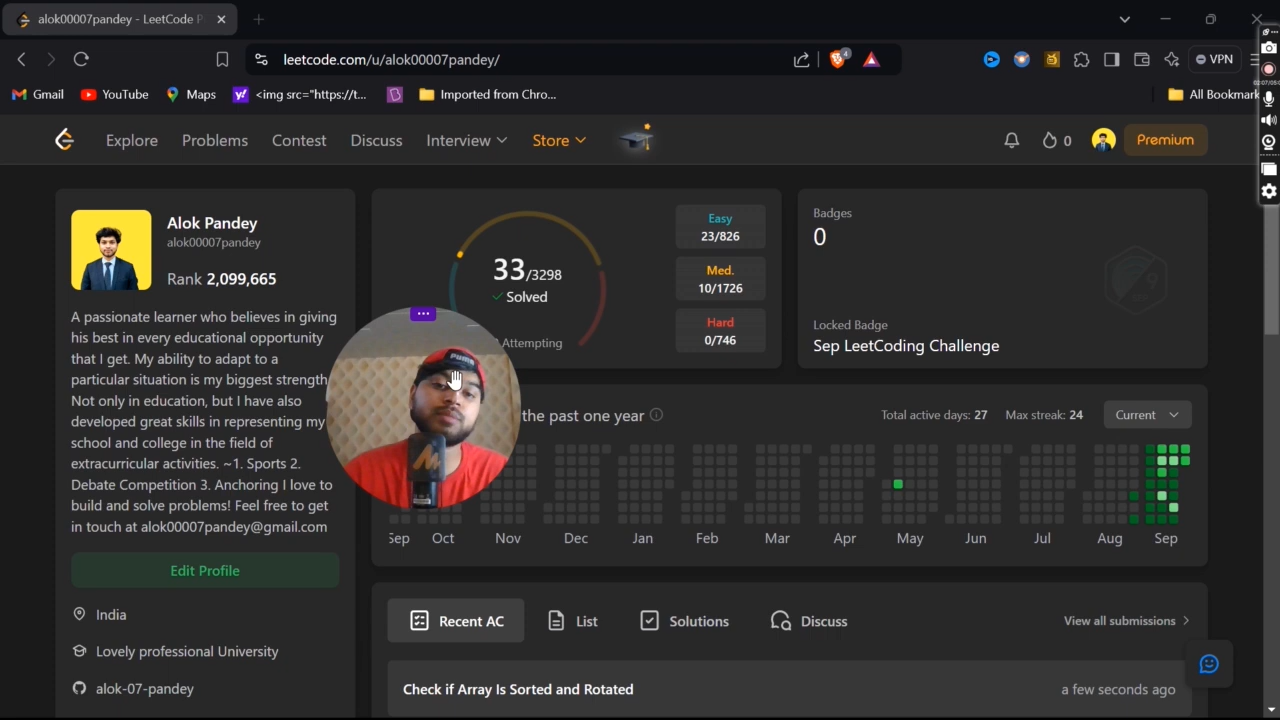 alok00007pandey - LeetCode P
leetcode.com/u/alok00007pandey/
4
VPN
Gmail
YouTube
Maps
<img src="https://t...
Imported from Chro...
All Bookmark
Explore
Problems
Contest
Discuss
Interview
Store
0
Premium
Alok Pandey
alok00007pandey
Rank 2,099,665
A passionate learner who believes in giving
his best in every educational opportunity
that I get. My ability to adapt to a
particular situation is my biggest strength
Not only in education, but I have also
developed great skills in representing my
school and college in the field of
extracurricular activities. ~1. Sports 2.
Debate Competition 3. Anchoring I love to
build and solve problems! Feel free to get
in touch at alok00007pandey@gmail.com
Edit Profile
India
Lovely professional University
alok-07-pandey
33/3298
Solved
Attempting
Easy
23/826
Med.
10/1726
Hard
0/746
Badges
0
Locked Badge
Sep LeetCoding Challenge
PUMA
the past one year
Total active days: 27
Max streak: 24
Current
Sep
Oct
Nov
Dec
Jan
Feb
Mar
Apr
May
Jun
Jul
Aug
Sep
Recent AC
List
Solutions
Discuss
View all submissions
Check if Array Is Sorted and Rotated
a few seconds ago